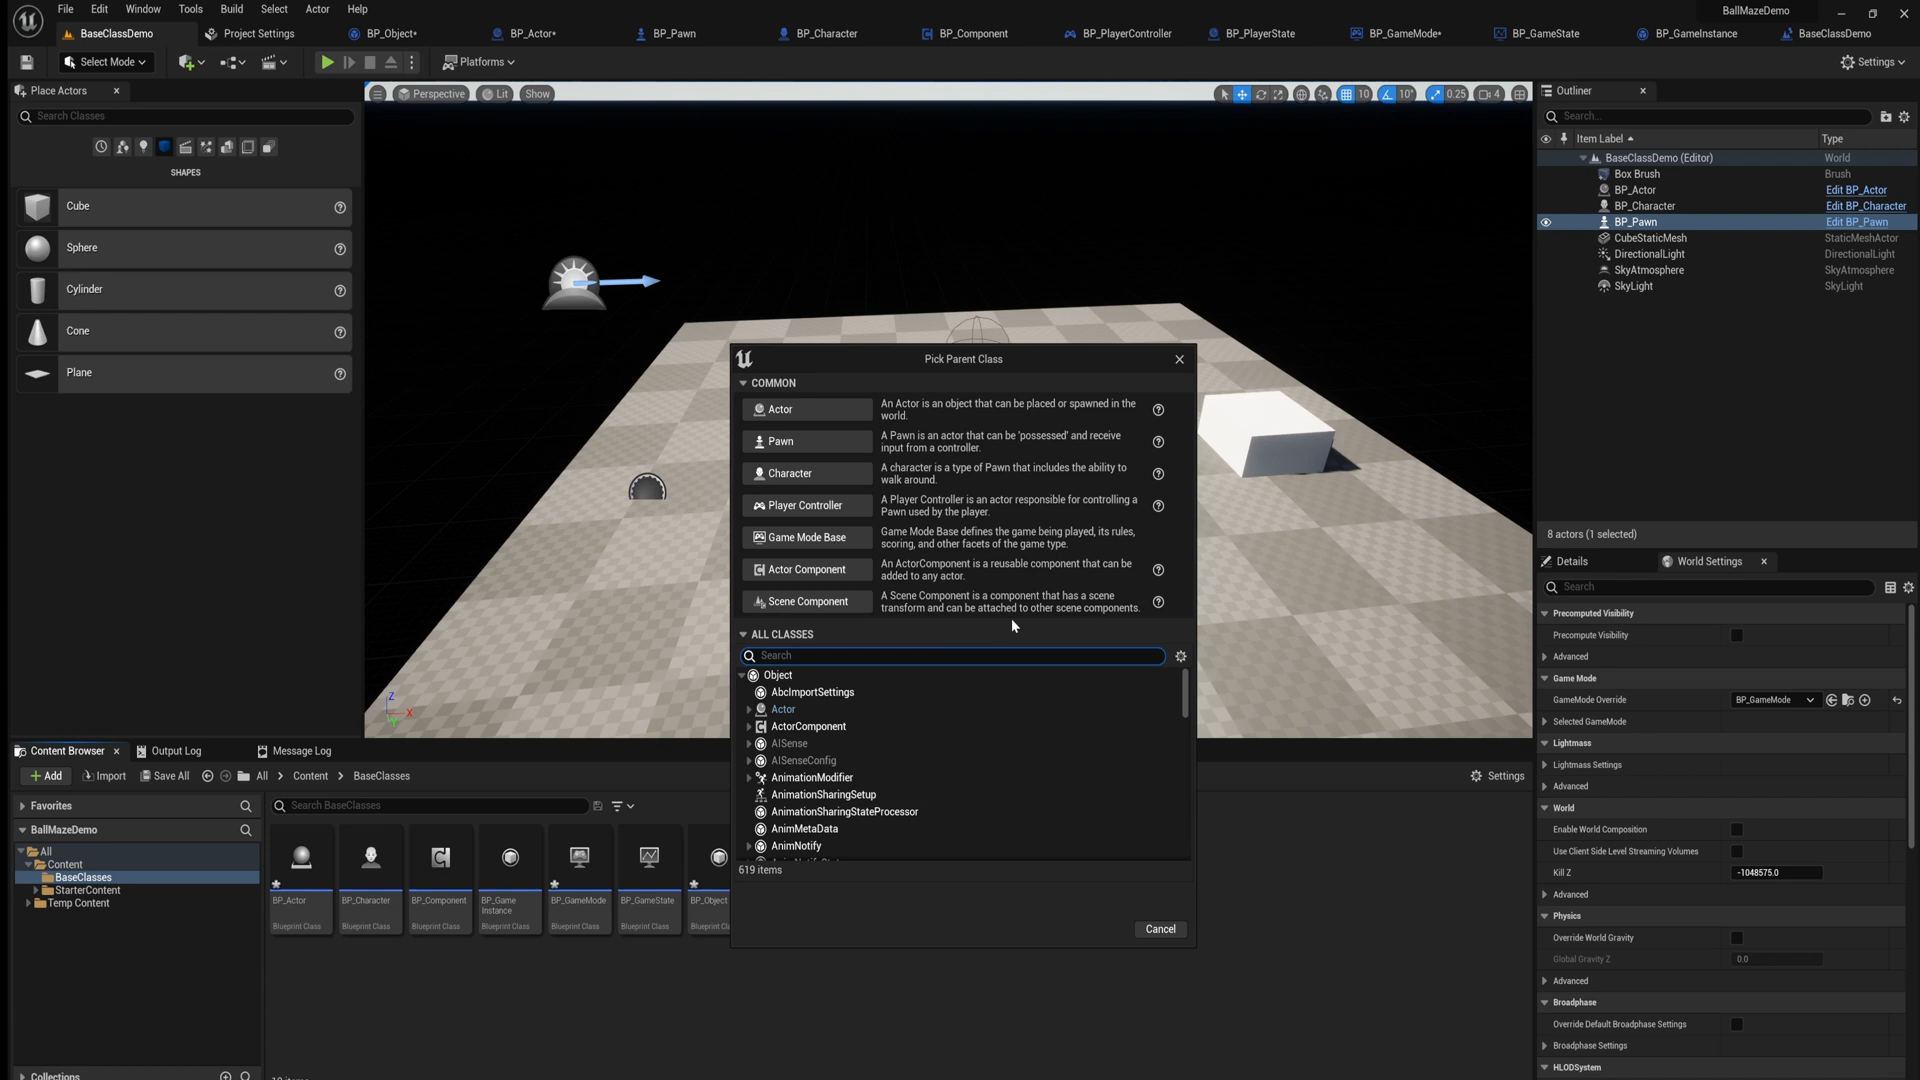 File Edit Window Tools Build Select Actor Help
BallMazeDemo
BaseClassDemo Project Settings BP_Object* BP_Actor* BP_Pawn BP_Character BP_Component BP_PlayerController BP_PlayerState BP_GameMode* BP_GameState BP_GameInstance BaseClassDemo
Select Mode Platforms Settings
Place Actors
Search Classes
SHAPES
Cube
Sphere
Cylinder
Cone
Plane
Perspective Lit Show 10 10° 0.25 4
Z
X
Y
Outliner
Search...
Item Label Type
BaseClassDemo (Editor) World
Box Brush Brush
BP_Actor Edit BP_Actor
BP_Character Edit BP_Character
BP_Pawn Edit BP_Pawn
CubeStaticMesh StaticMeshActor
DirectionalLight DirectionalLight
SkyAtmosphere SkyAtmosphere
SkyLight SkyLight
8 actors (1 selected)
Pick Parent Class
COMMON
Actor
An Actor is an object that can be placed or spawned in the
world.
Pawn
A Pawn is an actor that can be 'possessed' and receive
input from a controller.
Character
A character is a type of Pawn that includes the ability to
walk around.
Player Controller
A Player Controller is an actor responsible for controlling a
Pawn used by the player.
Game Mode Base
Game Mode Base defines the game being played, its rules,
scoring, and other facets of the game type.
Actor Component
An ActorComponent is a reusable component that can be
added to any actor.
Scene Component
A Scene Component is a component that has a scene
transform and can be attached to other scene components.
ALL CLASSES
Search
Object
AbcImportSettings
Actor
ActorComponent
AISense
AISenseConfig
AnimationModifier
AnimationSharingSetup
AnimationSharingStateProcessor
AnimMetaData
AnimNotify
619 items
Cancel
Details World Settings
Search
Precomputed Visibility
Precompute Visibility
Advanced
Game Mode
GameMode Override BP_GameMode
Selected GameMode
Lightmass
Lightmass Settings
Advanced
World
Enable World Composition
Use Client Side Level Streaming Volumes
Kill Z -1048575.0
Advanced
Physics
Override World Gravity
Global Gravity Z 0.0
Advanced
Broadphase
Override Default Broadphase Settings
Broadphase Settings
HLODSystem
Content Browser Output Log Message Log
Add Import Save All All Content BaseClasses Settings
Favorites
BallMazeDemo
All
Content
BaseClasses
StarterContent
Temp Content
Collections
Search BaseClasses
BP_Actor BP_Character BP_Component BP_Game BP_GameMode BP_GameState BP_Object
Instance
Blueprint Class Blueprint Class Blueprint Class Blueprint Class Blueprint Class Blueprint Class Blueprint Cl